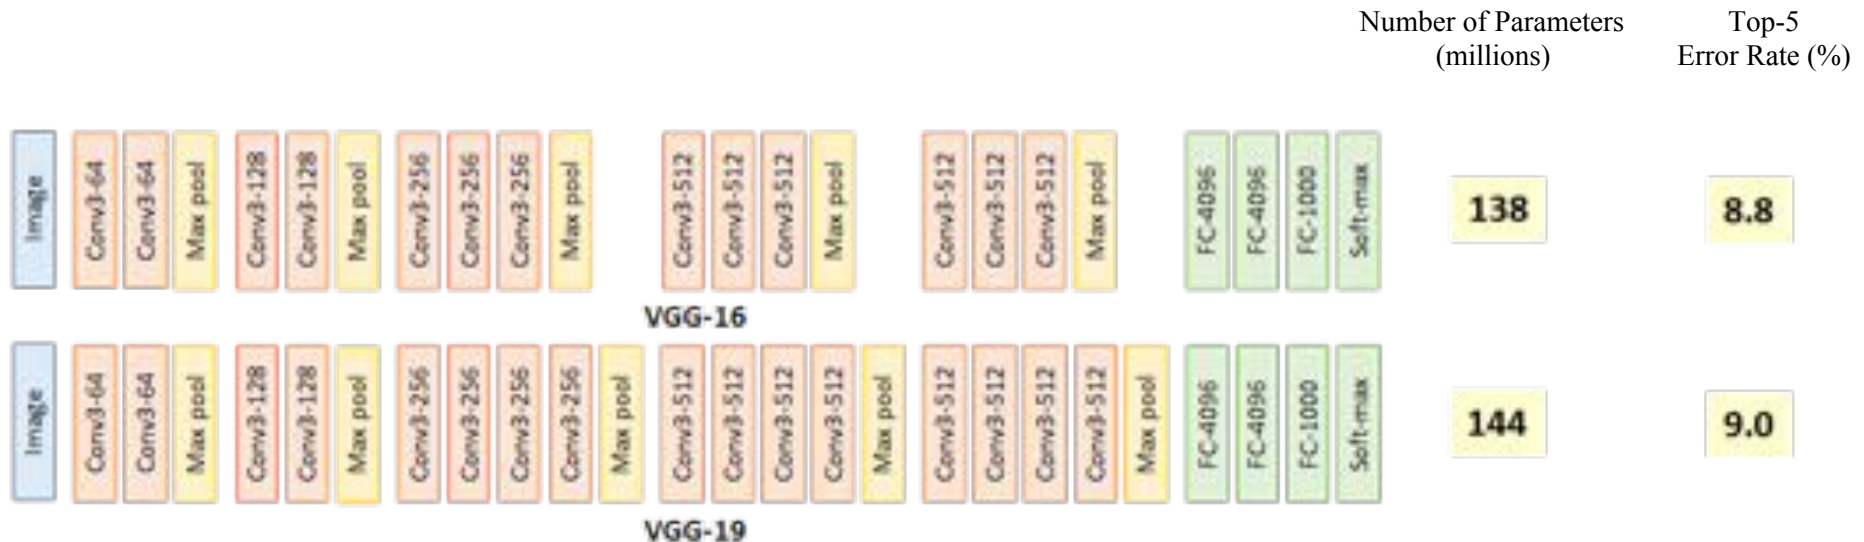 Number of Parameters
(millions)
Top-5
Error Rate (%)
Image
Conv3-64
Conv3-64
Max pool
Conv3-128
Conv3-128
Max pool
Conv3-256
Conv3-256
Conv3-256
Max pool
Conv3-512
Conv3-512
Conv3-512
Max pool
Conv3-512
Conv3-512
Conv3-512
Max pool
FC-4096
FC-4096
FC-1000
Soft-max
138
8.8
VGG-16
Image
Conv3-64
Conv3-64
Max pool
Conv3-128
Conv3-128
Max pool
Conv3-256
Conv3-256
Conv3-256
Conv3-256
Max pool
Conv3-512
Conv3-512
Conv3-512
Conv3-512
Max pool
Conv3-512
Conv3-512
Conv3-512
Conv3-512
Max pool
FC-4096
FC-4096
FC-1000
Soft-max
144
9.0
VGG-19